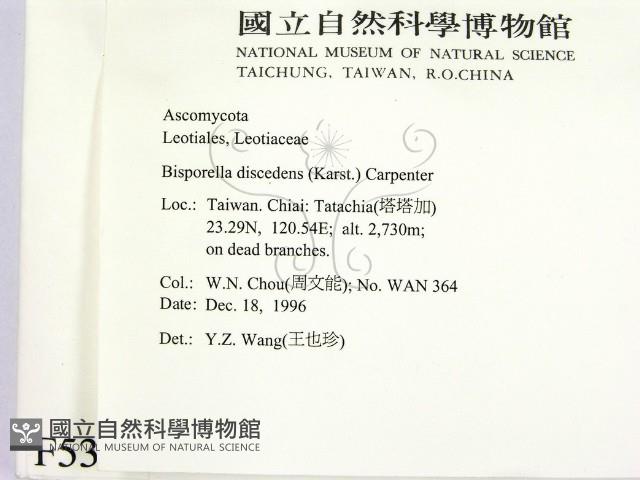 國立自然科學博物館
NATIONAL MUSEUM OF NATURAL SCIENCE
TAICHUNG, TAIWAN, R.O.CHINA
Ascomycota
Leotiales, Leotiaceae
Bisporella discedens (Karst.) Carpenter
Loc.: Taiwan. Chiai: Tatachia(塔塔加)
23.29N, 120.54E; alt. 2,730m;
on dead branches.
Col.: W.N. Chou(周文能); No. WAN 364
Date: Dec. 18, 1996
Det.: Y.Z. Wang(王也珍)
國立自然科學博物館
NATIONAL MUSEUM OF NATURAL SCIENCE
F53